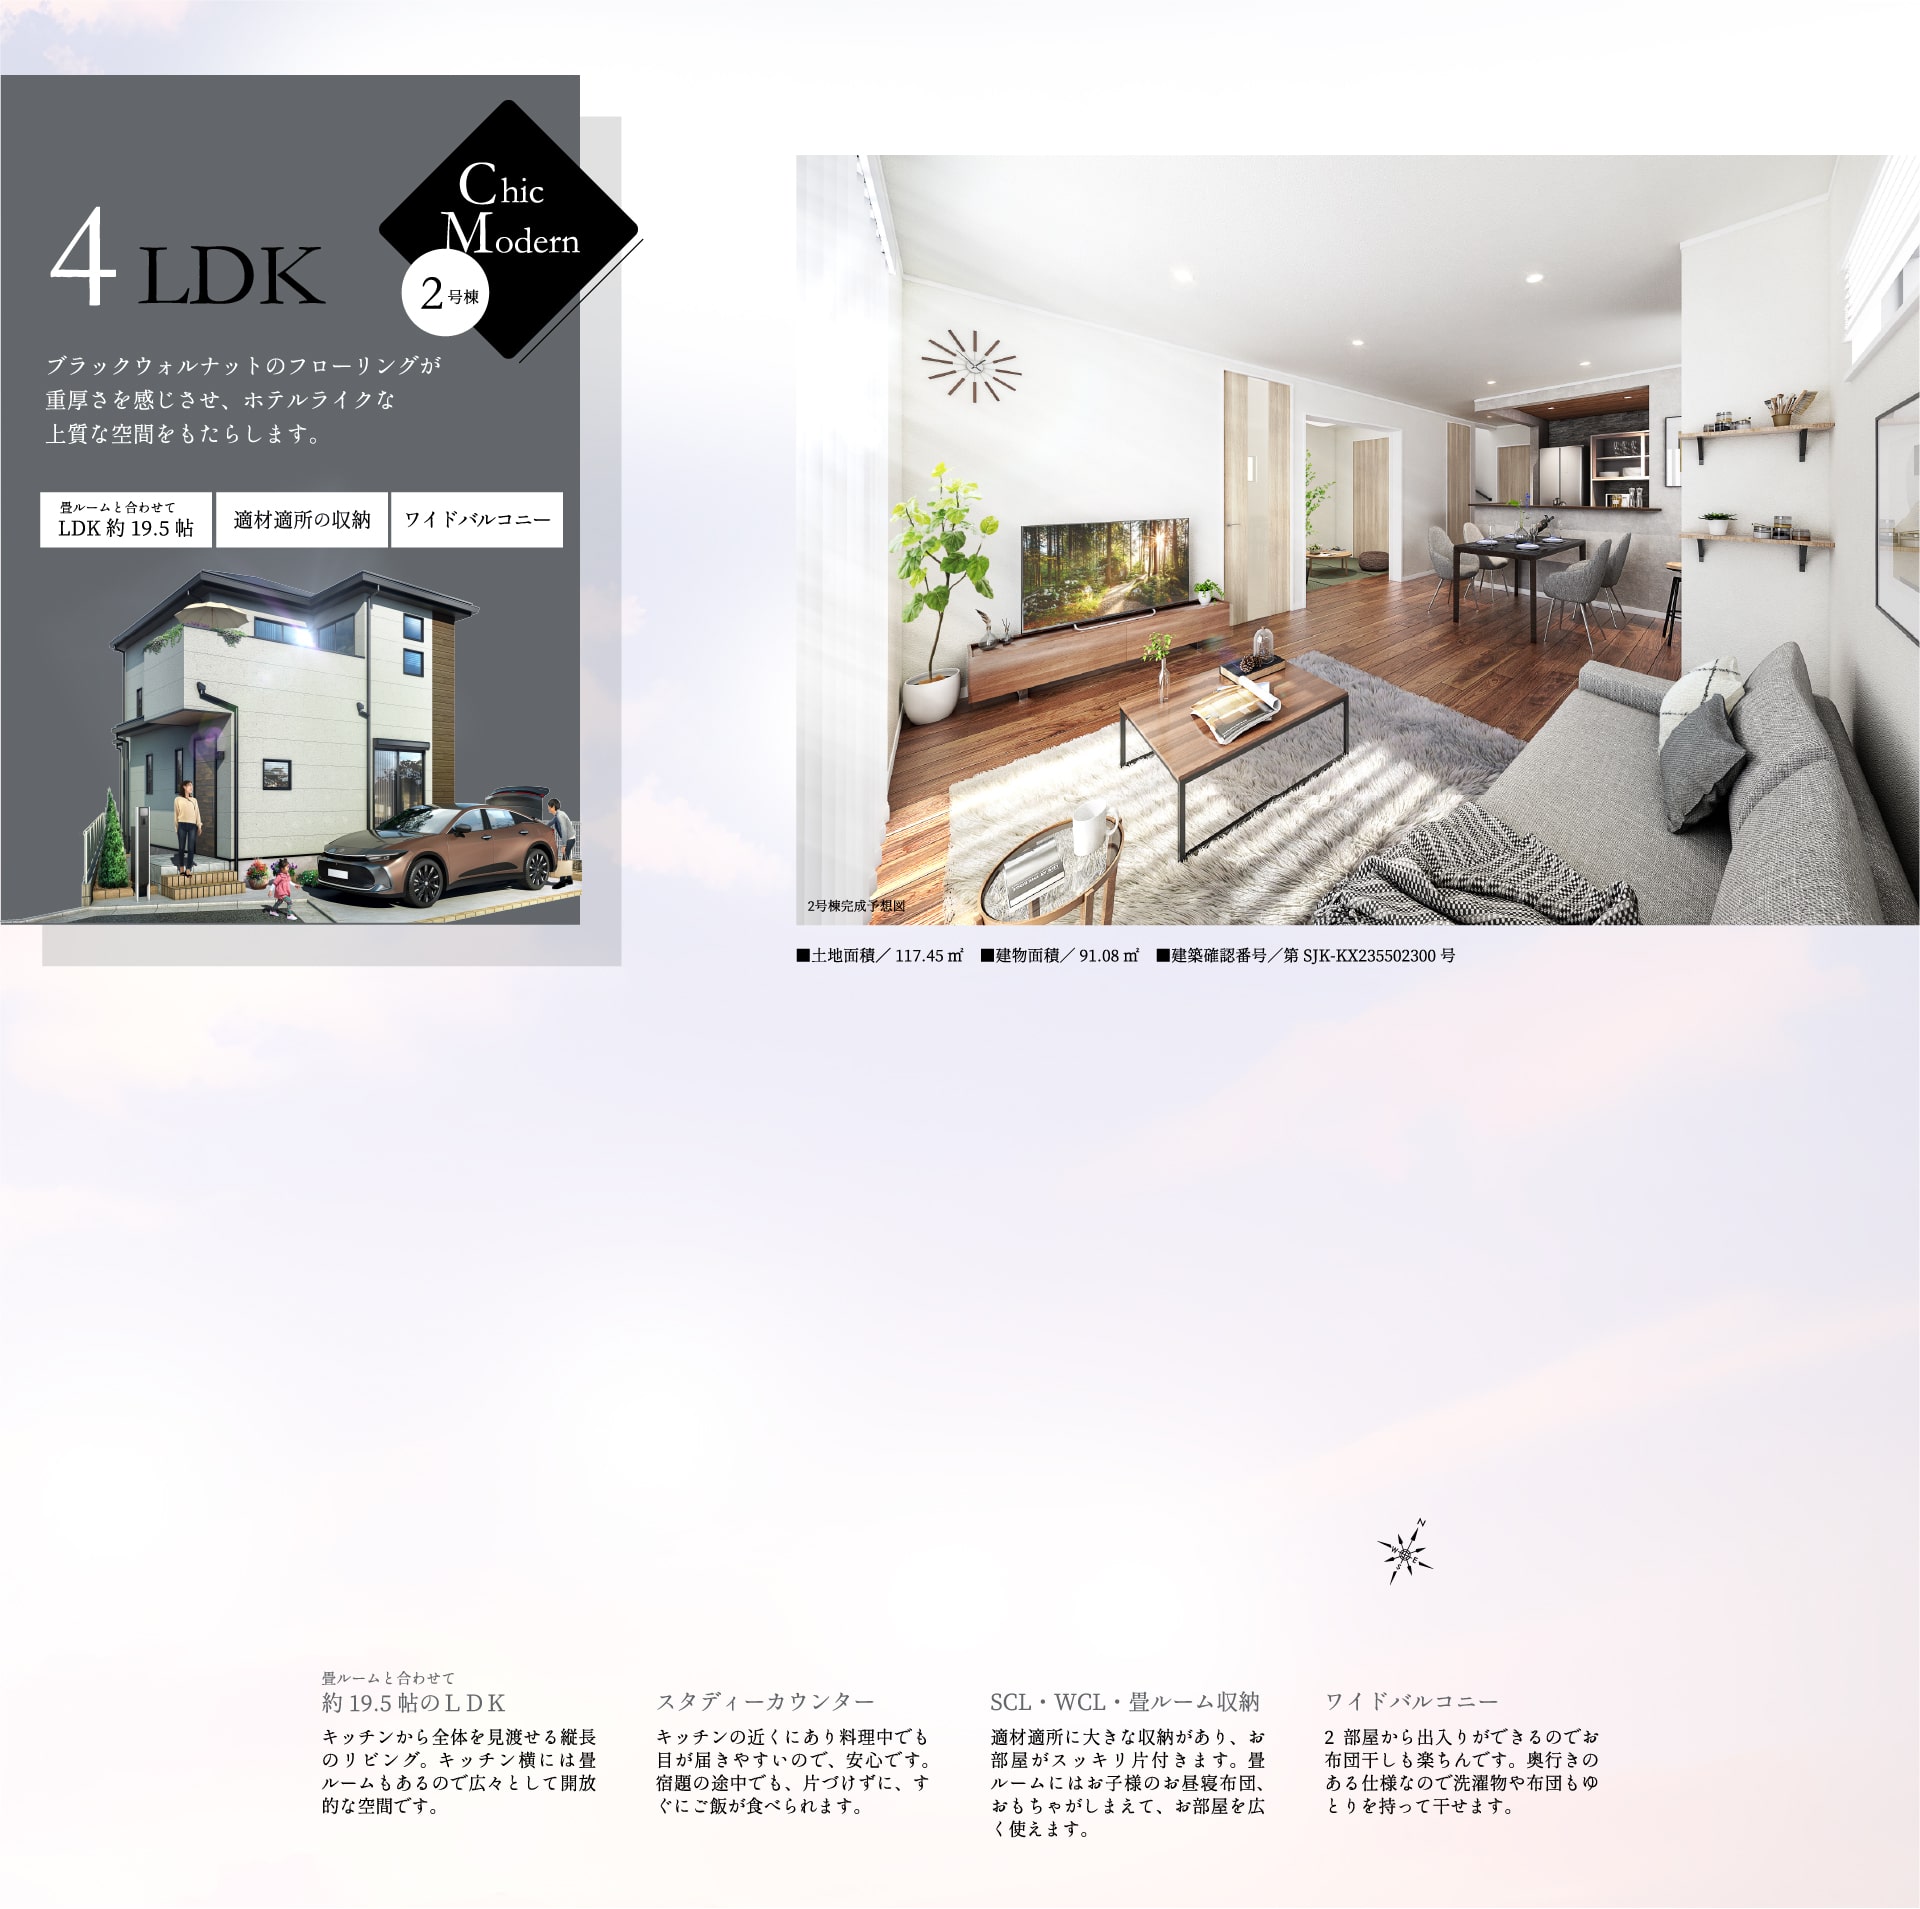 Chic
Modern
2号棟
4 LDK
ブラックウォルナットのフローリングが
重厚さを感じさせ、ホテルライクな
上質な空間をもたらします。
畳ルームと合わせて
LDK 約 19.5 帖
適材適所の収納
ワイドバルコニー
2号棟完成予想図
■土地面積／ 117.45 ㎡ ■建物面積／ 91.08 ㎡ ■建築確認番号／第 SJK-KX235502300 号
N
W
E
S
畳ルームと合わせて
約 19.5 帖のＬＤＫ
キッチンから全体を見渡せる縦長
のリビング。キッチン横には畳
ルームもあるので広々として開放
的な空間です。
スタディーカウンター
キッチンの近くにあり料理中でも
目が届きやすいので、安心です。
宿題の途中でも、片づけずに、す
ぐにご飯が食べられます。
SCL・WCL・畳ルーム収納
適材適所に大きな収納があり、お
部屋がスッキリ片付きます。畳
ルームにはお子様のお昼寝布団、
おもちゃがしまえて、お部屋を広
く使えます。
ワイドバルコニー
2 部屋から出入りができるのでお
布団干しも楽ちんです。奥行きの
ある仕様なので洗濯物や布団もゆ
とりを持って干せます。